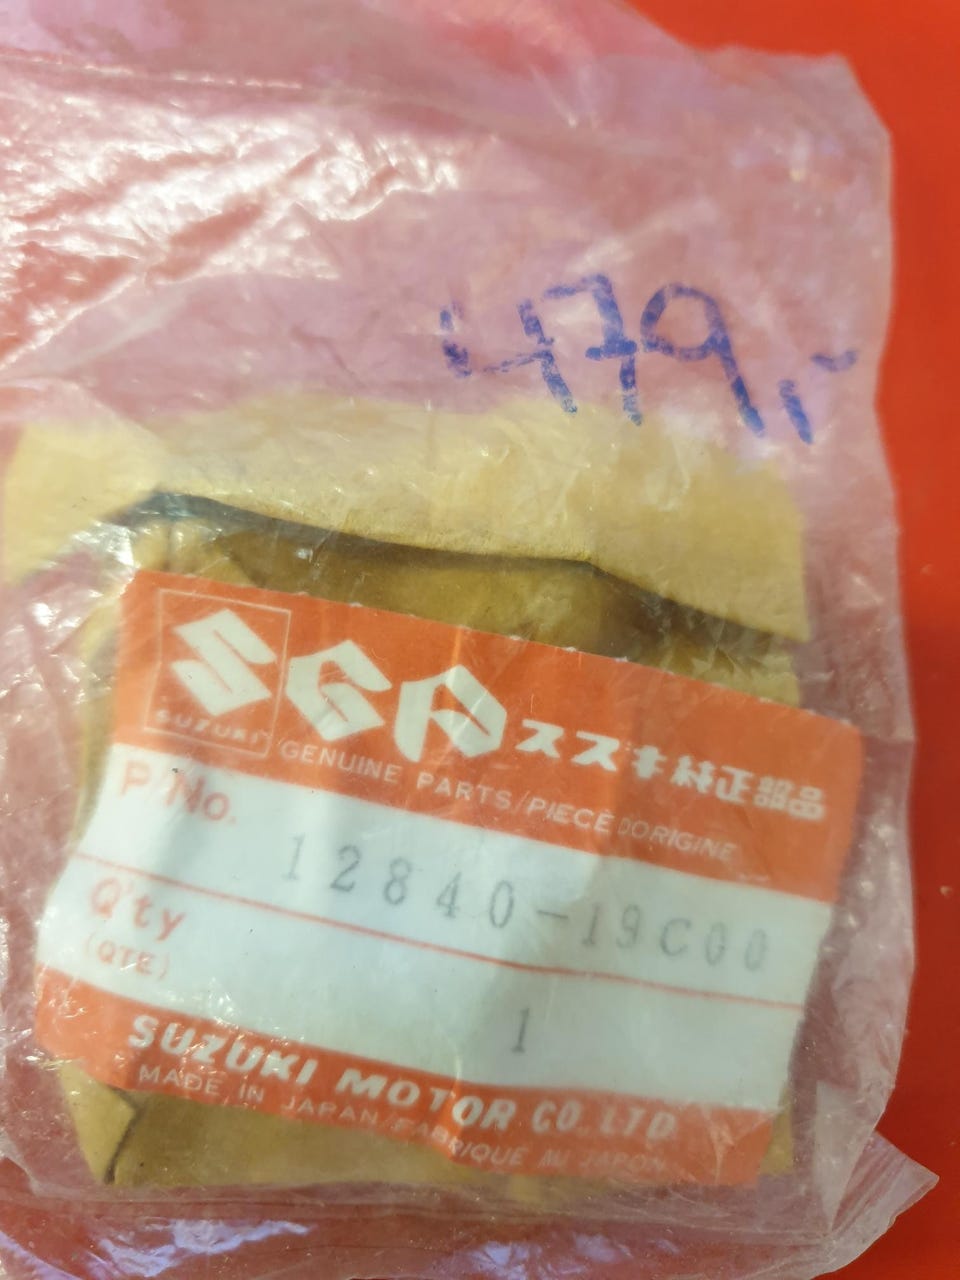 479,-
SUZUKI
SGP スズキ純正部品
GENUINE PARTS/PIECE DORIGINE
P/No.
12840-19C00
Q'ty
(QTE)
1
SUZUKI MOTOR CO.,LTD.
MADE IN JAPAN/FABRIQUE AU JAPON